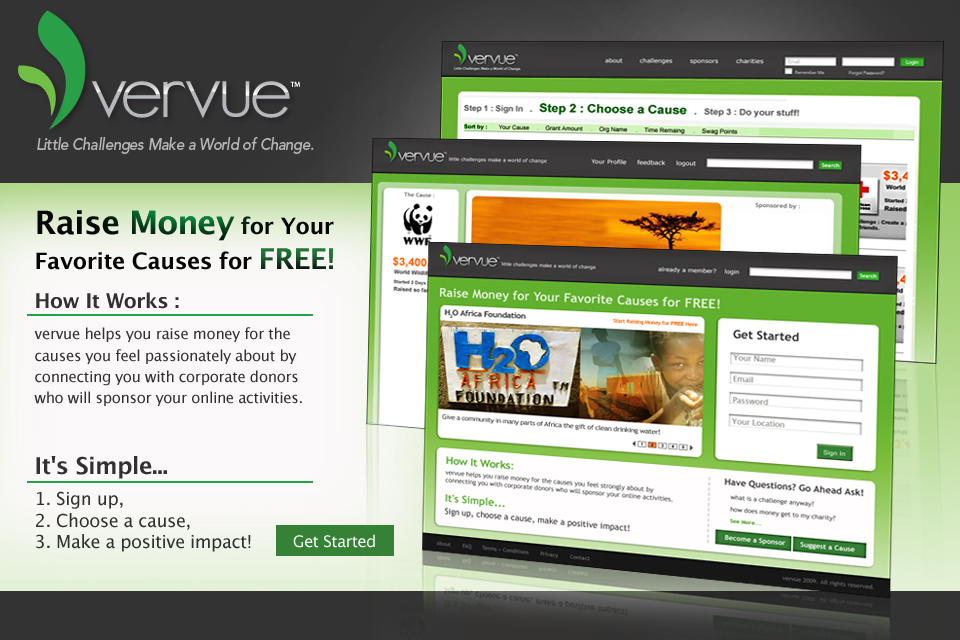 vervue™
Little Challenges Make a World of Change.
Raise Money for Your
Favorite Causes for FREE!
How It Works :
vervue helps you raise money for the
causes you feel passionately about by
connecting you with corporate donors
who will sponsor your online activities.
It's Simple...
1. Sign up,
2. Choose a cause,
3. Make a positive impact!
Get Started
vervue™
Little Challenges Make a World of Change.
about challenges sponsors charities
Email
Login
Remember Me
Forgot Password?
Step 1 : Sign In . Step 2 : Choose a Cause . Step 3 : Do your stuff!
Sort by : Your Cause . Grant Amount . Org Name . Time Remaing . Swag Points
$3,4
World
Started 2
Raised
vervue™ little challenges make a world of change
Your Profile feedback logout
Search
The Cause :
WWF
$3,400
World Wildli
Started 2 Days
Raised so fa
Sponsored by :
vervue™ little challenges make a world of change
already a member? login
Search
Raise Money for Your Favorite Causes for FREE!
H2O Africa Foundation
Start Raising Money for FREE Here
H2O
AFRICA TM
FOUNDATION
Give a community in many parts of Africa the gift of clean drinking water!
1 2 3 4 5
Get Started
Your Name
Email
Password
Your Location
Sign In
How It Works:
vervue helps you raise money for the causes you feel strongly about by
connecting you with corporate donors who will sponsor your online activities.
It's Simple...
Sign up, choose a cause, make a positive impact!
Have Questions? Go Ahead Ask!
what is a challenge anyway?
how does money get to my charity?
See More...
Become a Sponsor
Suggest a Cause
About FAQ Terms - Conditions Privacy Contact
vervue 2009. All rights reserved.